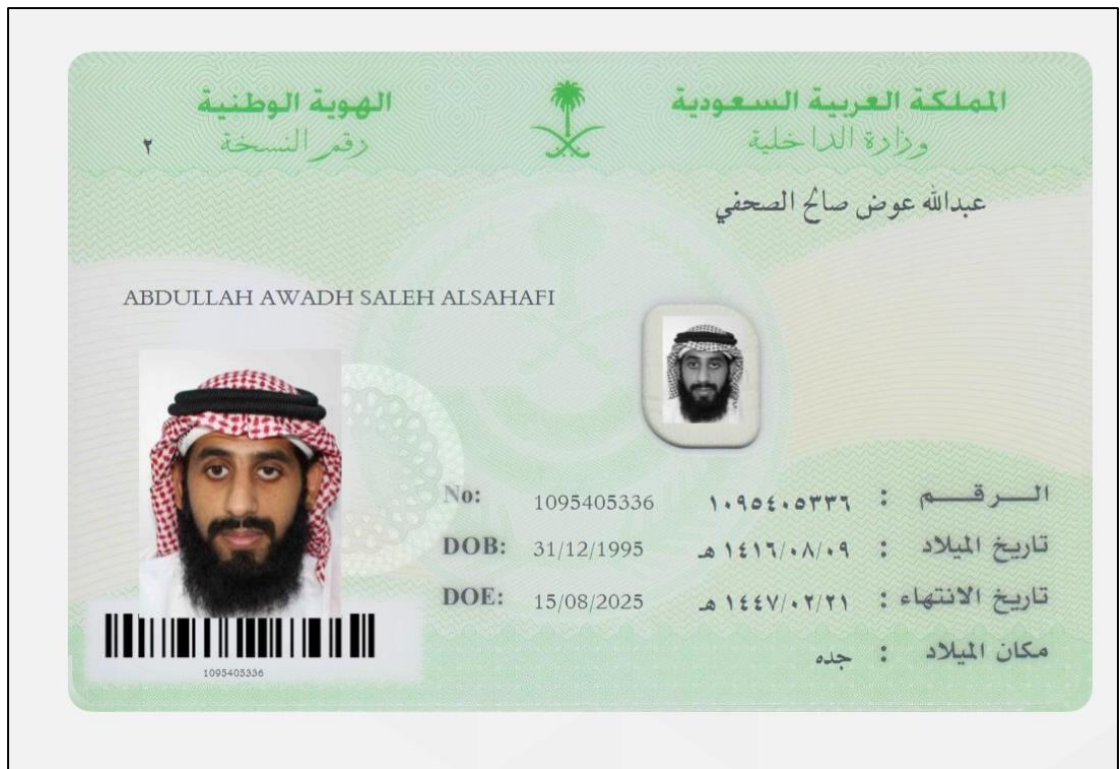 المملكة العربية السعودية
وزارة الداخلية
الهوية الوطنية
رقم النسخة ٢
عبدالله عوض صالح الصحفي
ABDULLAH AWADH SALEH ALSAHAFI
الـــرقـــم : ١٠٩٥٤٠٥٣٣٦ No: 1095405336
تاريخ الميلاد : ١٤١٦/٠٨/٠٩ هـ DOB: 31/12/1995
تاريخ الانتهاء : ١٤٤٧/٠٢/٢١ هـ DOE: 15/08/2025
مكان الميلاد : جده
1095405336